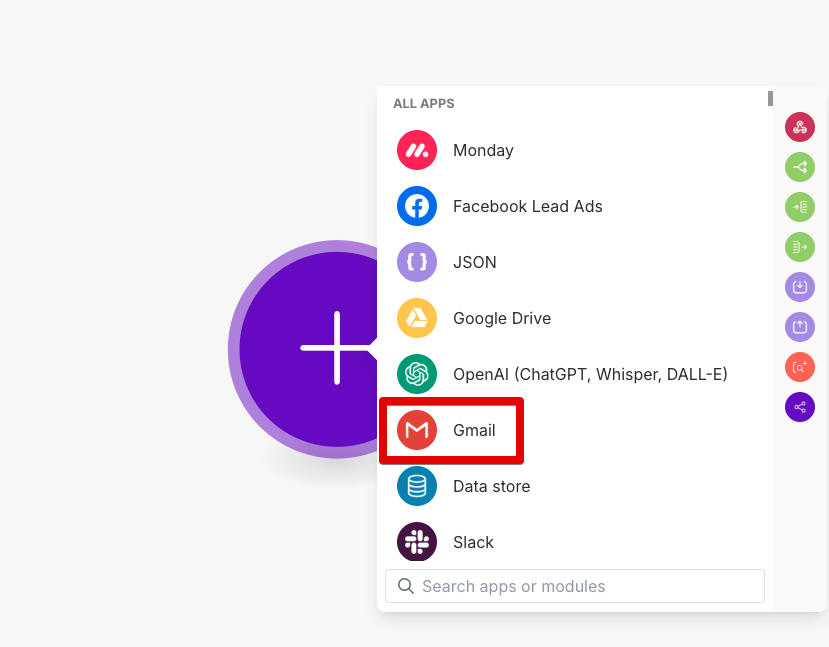 ALL APPS
Monday
Facebook Lead Ads
JSON
Google Drive
OpenAI (ChatGPT, Whisper, DALL-E)
Gmail
Data store
Slack
Search apps or modules